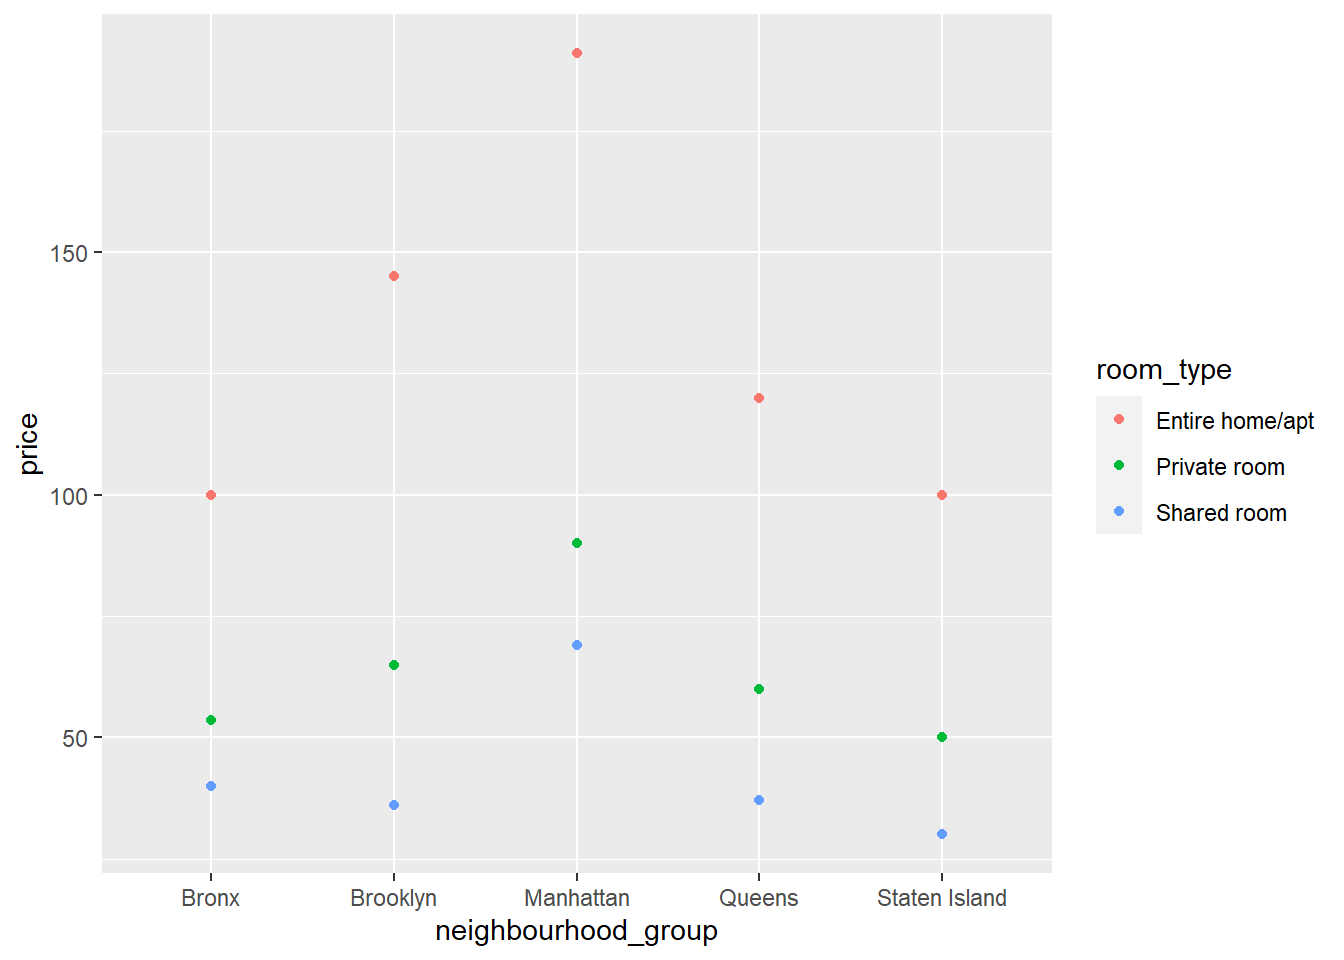 price
150
100
50
Bronx
Brooklyn
Manhattan
Queens
Staten Island
neighbourhood_group
room_type
Entire home/apt
Private room
Shared room